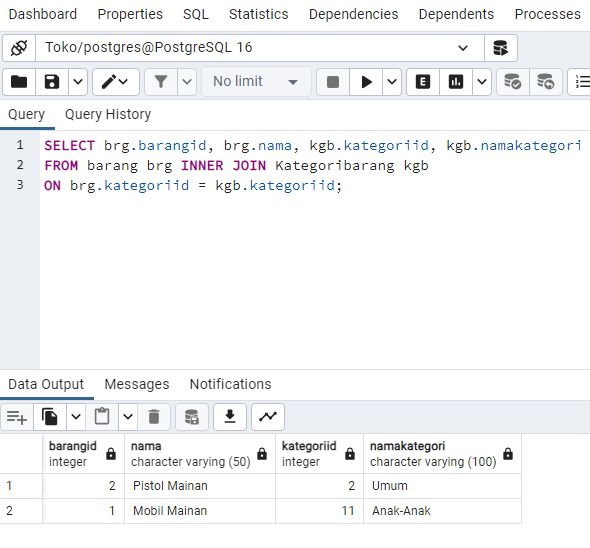 Dashboard Properties SQL Statistics Dependencies Dependents Processes
Toko/postgres@PostgreSQL 16
No limit
Query Query History
1 SELECT brg.barangid, brg.nama, kgb.kategoriid, kgb.namakategori
2 FROM barang brg INNER JOIN Kategoribarang kgb
3 ON brg.kategoriid = kgb.kategoriid;
Data Output Messages Notifications
barangid nama kategoriid namakategori
integer character varying (50) integer character varying (100)
1 2 Pistol Mainan 2 Umum
2 1 Mobil Mainan 11 Anak-Anak